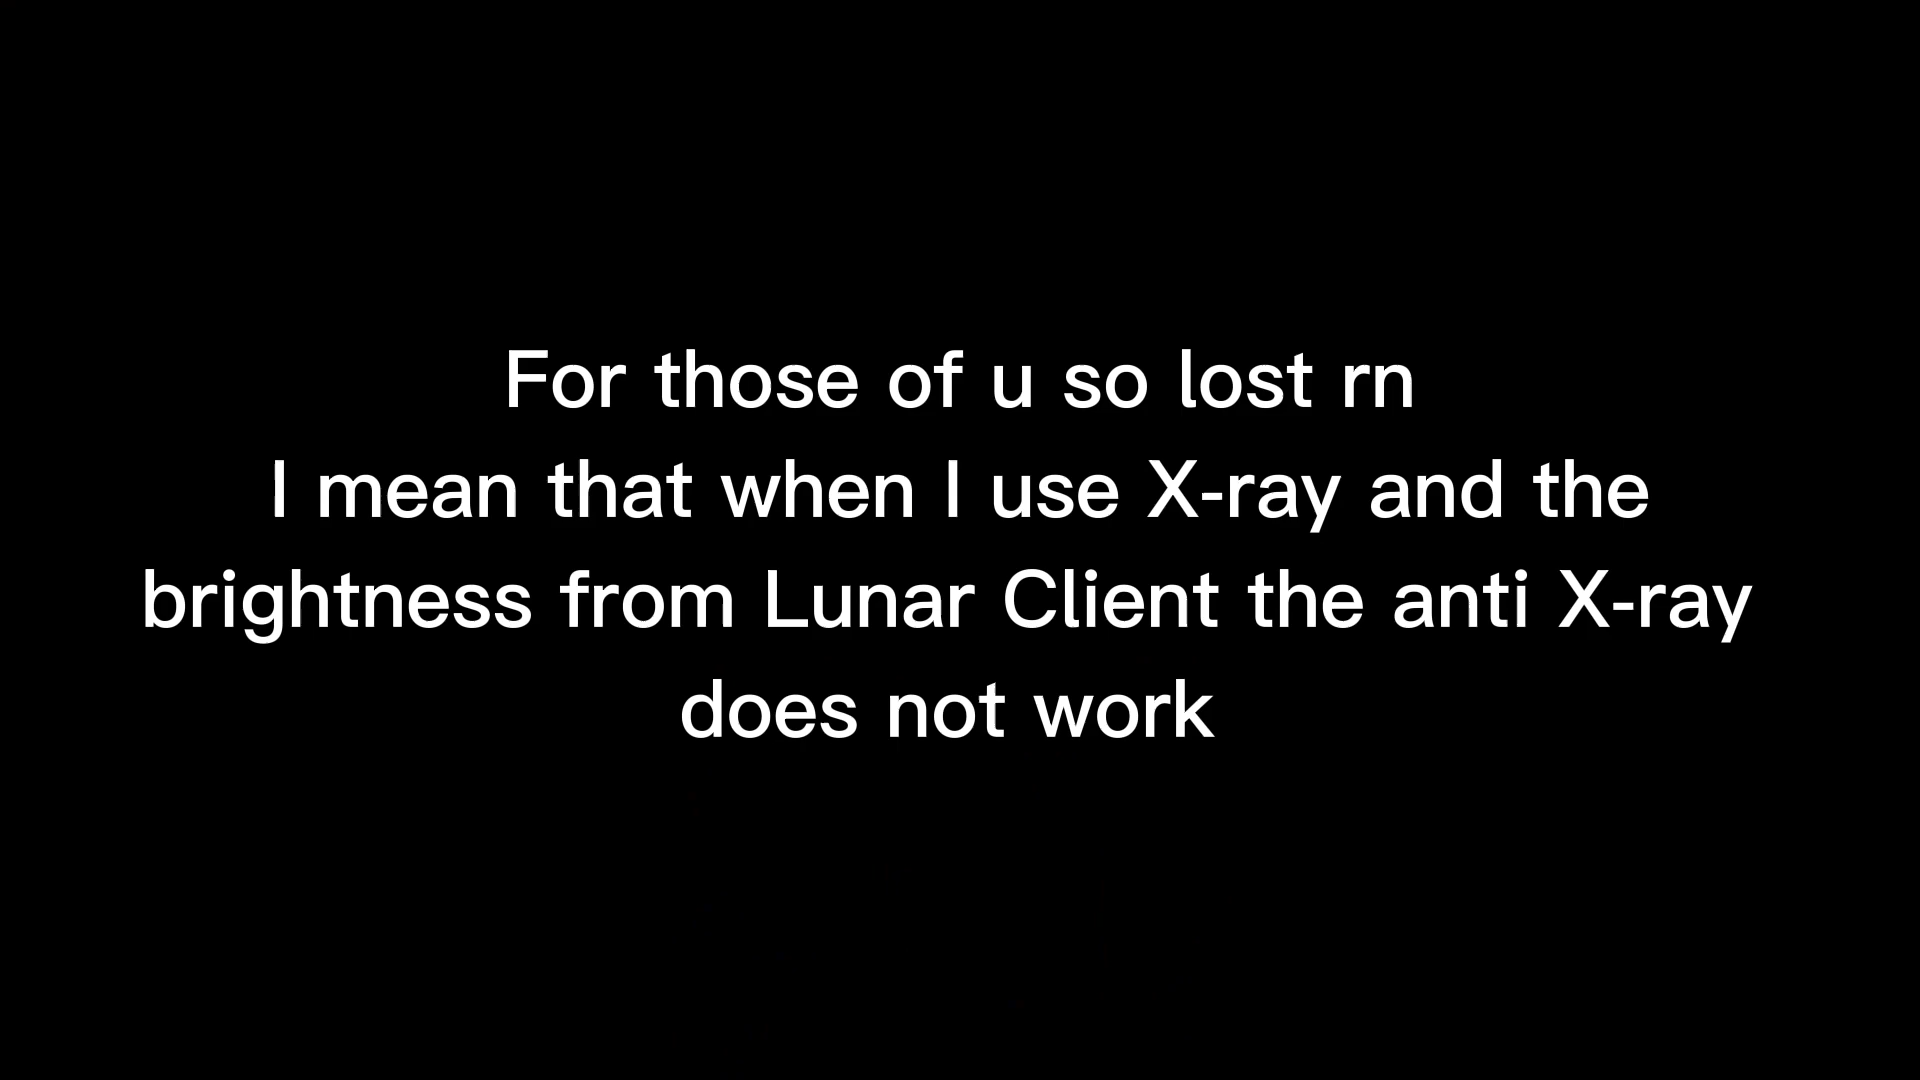 For those of u so lost rn
I mean that when I use X-ray and the
brightness from Lunar Client the anti X-ray
does not work